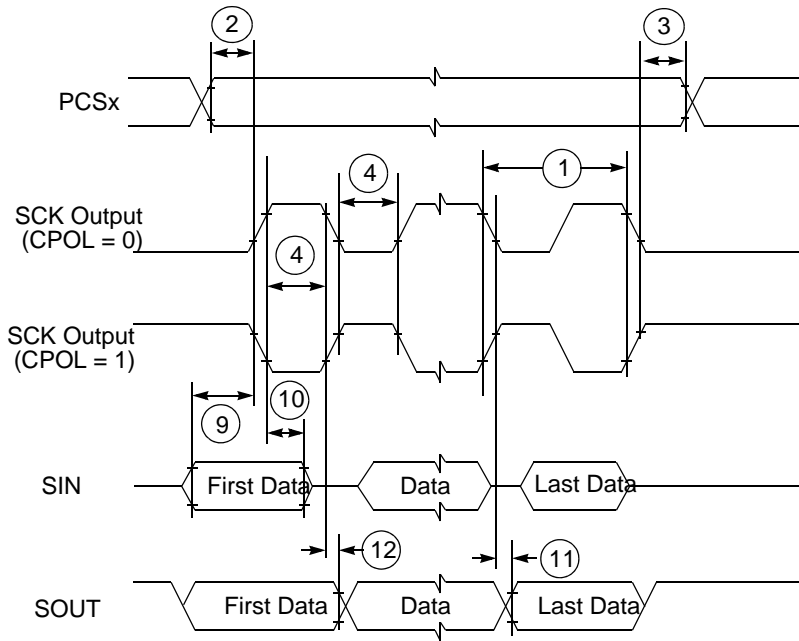 2
3
PCSx
4
1
SCK Output
(CPOL = 0)
4
SCK Output
(CPOL = 1)
10
9
SIN
First Data
Data
Last Data
12
11
SOUT
First Data
Data
Last Data